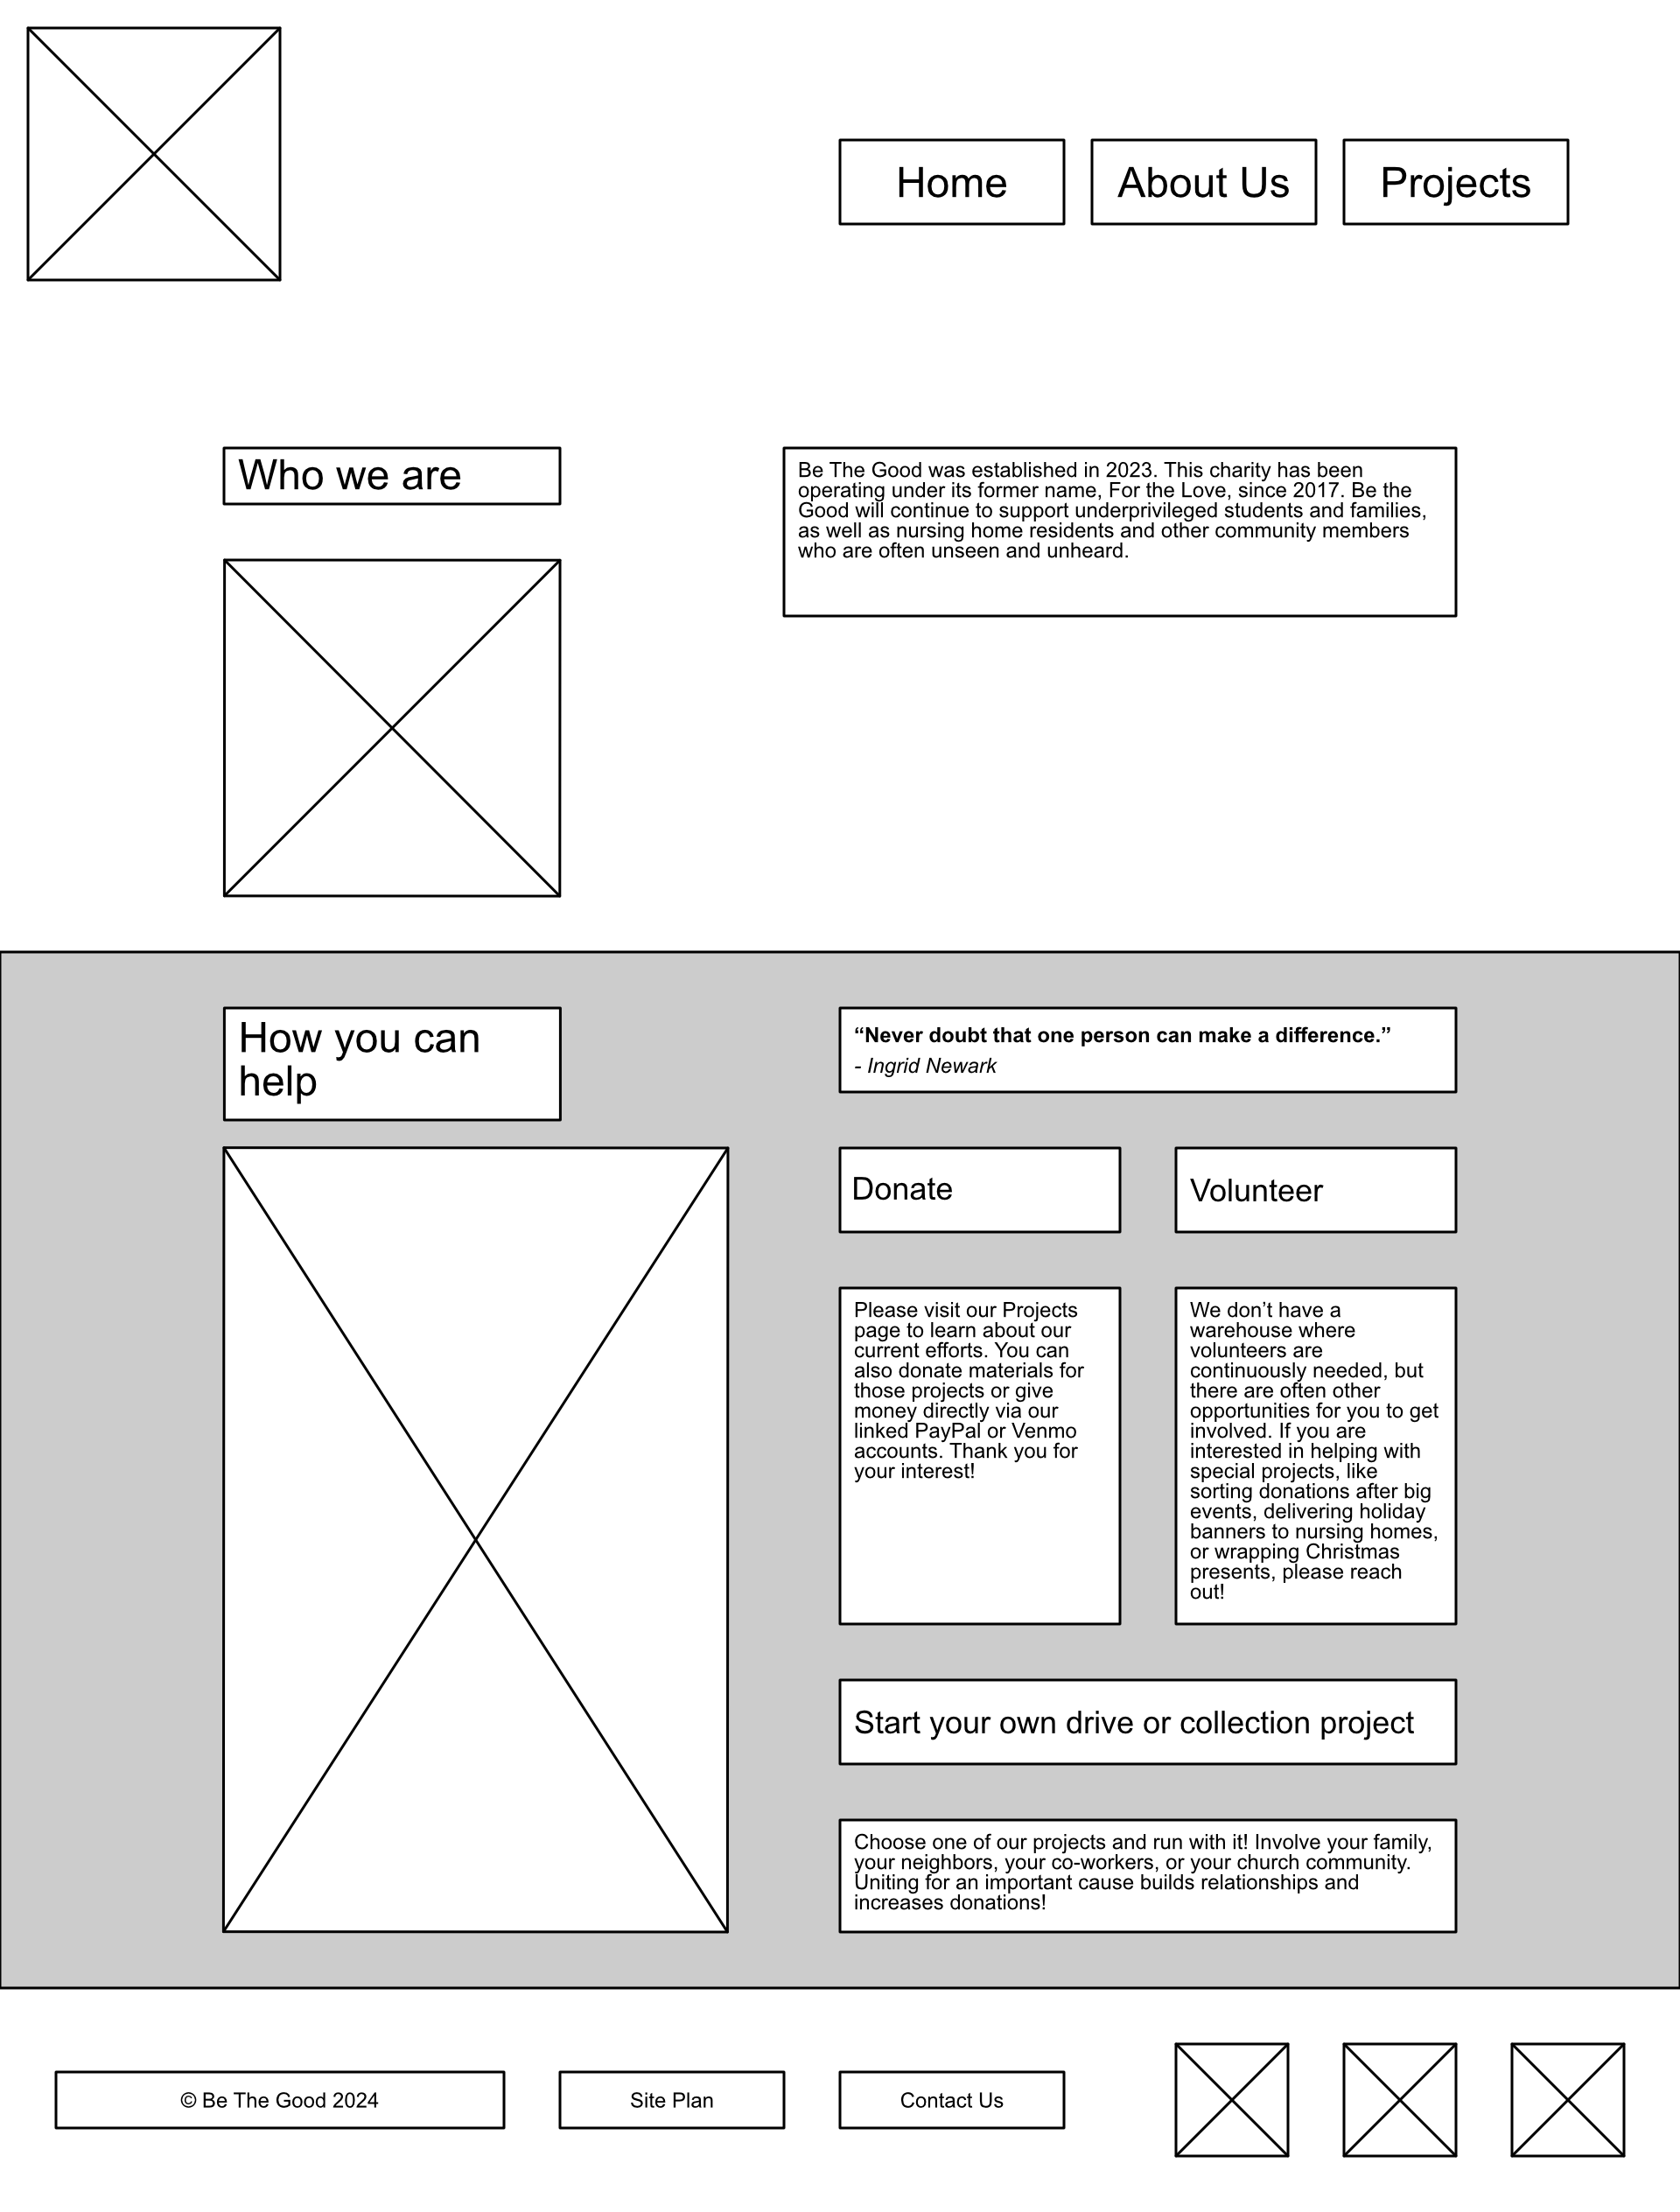 Home
About Us
Projects
Who we are
Be The Good was established in 2023. This charity has been
operating under its former name, For the Love, since 2017. Be the
Good will continue to support underprivileged students and families,
as well as nursing home residents and other community members
who are often unseen and unheard.
How you can
help
“Never doubt that one person can make a difference.”
- Ingrid Newark
Donate
Please visit our Projects
page to learn about our
current efforts. You can
also donate materials for
those projects or give
money directly via our
linked PayPal or Venmo
accounts. Thank you for
your interest!
Volunteer
We don’t have a
warehouse where
volunteers are
continuously needed, but
there are often other
opportunities for you to get
involved. If you are
interested in helping with
special projects, like
sorting donations after big
events, delivering holiday
banners to nursing homes,
or wrapping Christmas
presents, please reach
out!
Start your own drive or collection project
Choose one of our projects and run with it! Involve your family,
your neighbors, your co-workers, or your church community.
Uniting for an important cause builds relationships and
increases donations!
© Be The Good 2024
Site Plan
Contact Us